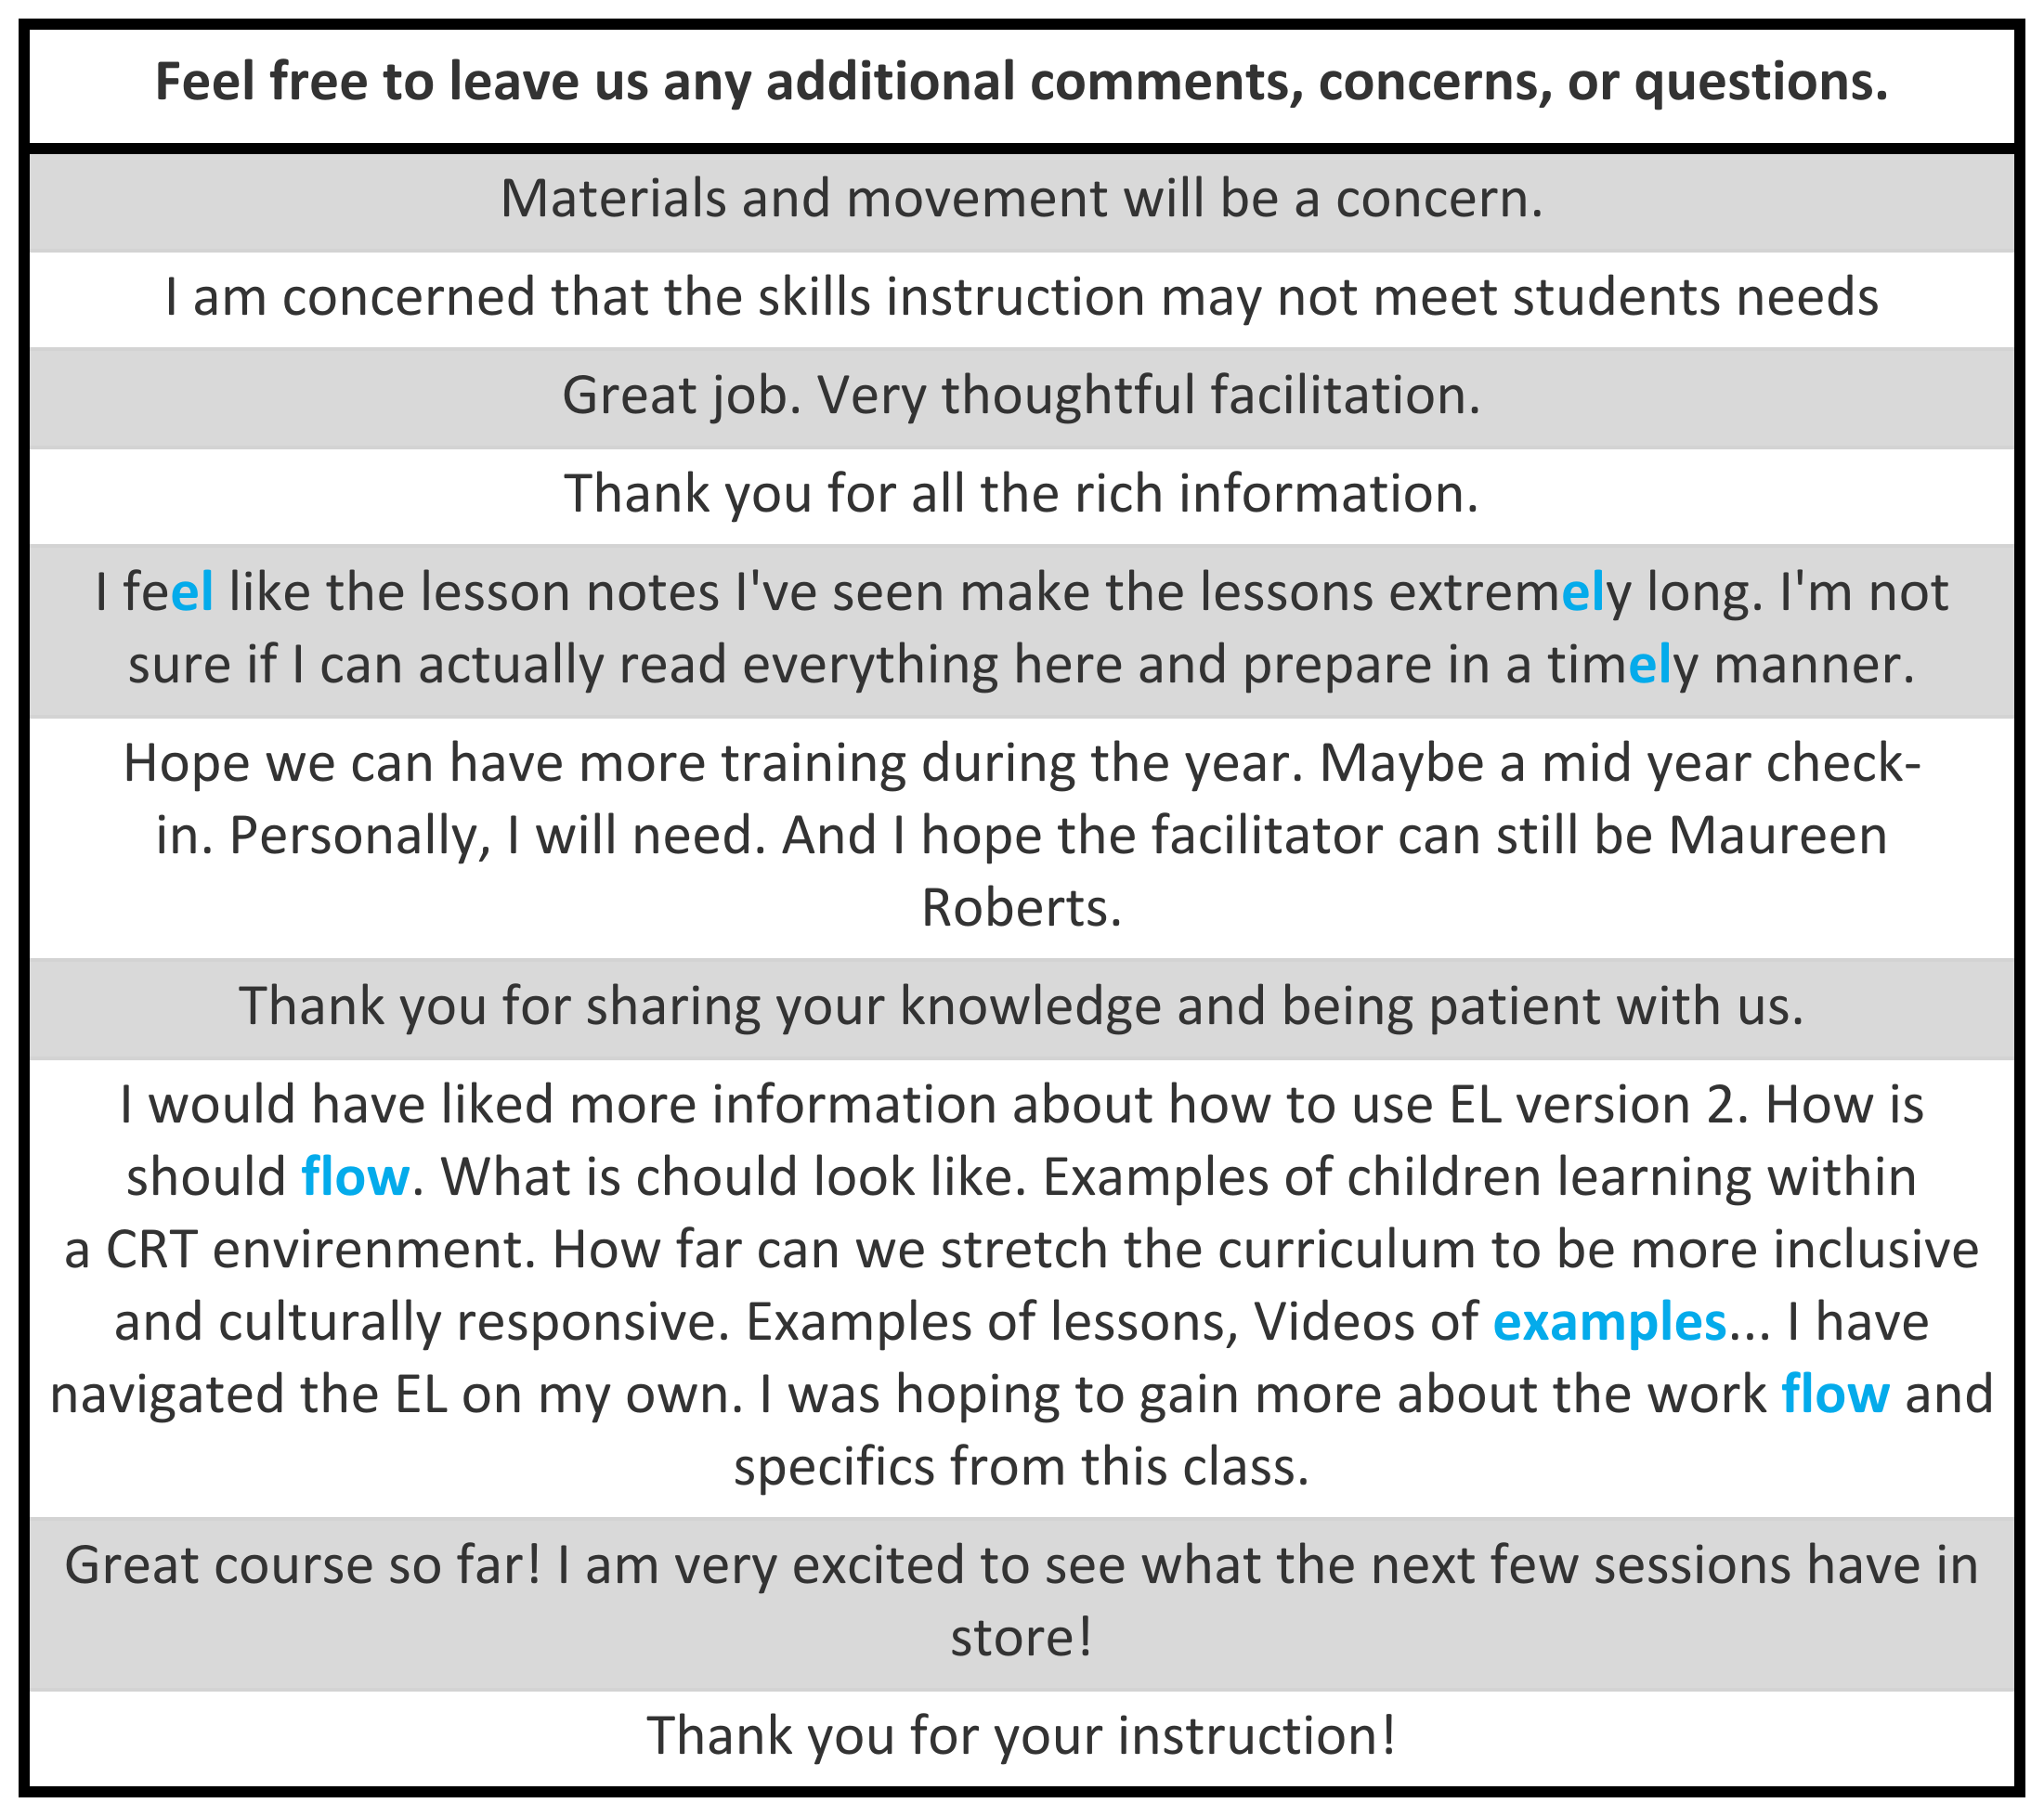 Feel free to leave us any additional comments, concerns, or questions.
Materials and movement will be a concern.
I am concerned that the skills instruction may not meet students needs
Great job. Very thoughtful facilitation.
Thank you for all the rich information.
I feel like the lesson notes I've seen make the lessons extremely long. I'm not
sure if I can actually read everything here and prepare in a timely manner.
Hope we can have more training during the year. Maybe a mid year check-
in. Personally, I will need. And I hope the facilitator can still be Maureen
Roberts.
Thank you for sharing your knowledge and being patient with us.
I would have liked more information about how to use EL version 2. How is
should flow. What is chould look like. Examples of children learning within
a CRT envirenment. How far can we stretch the curriculum to be more inclusive
and culturally responsive. Examples of lessons, Videos of examples... I have
navigated the EL on my own. I was hoping to gain more about the work flow and
specifics from this class.
Great course so far! I am very excited to see what the next few sessions have in
store!
Thank you for your instruction!